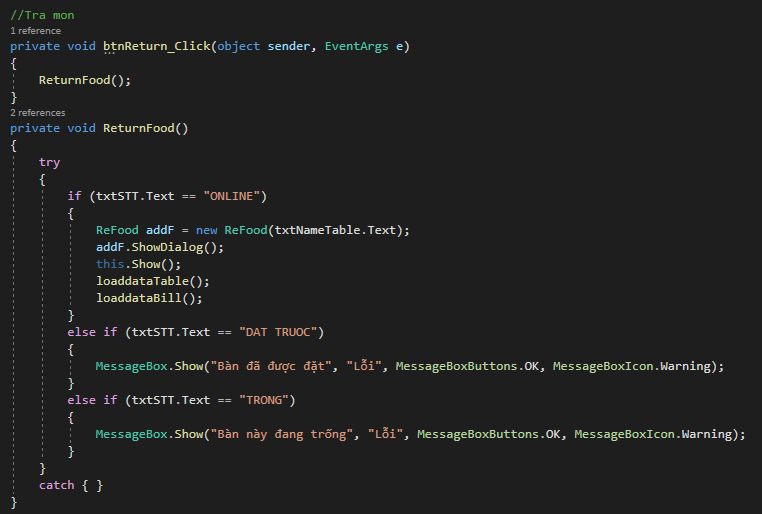 //Tra mon
1 reference
private void btnReturn_Click(object sender, EventArgs e)
{
ReturnFood();
}
2 references
private void ReturnFood()
{
try
{
if (txtSTT.Text == "ONLINE")
{
ReFood addF = new ReFood(txtNameTable.Text);
addF.ShowDialog();
this.Show();
loaddataTable();
loaddataBill();
}
else if (txtSTT.Text == "DAT TRUOC")
{
MessageBox.Show("Bàn đã được đặt", "Lỗi", MessageBoxButtons.OK, MessageBoxIcon.Warning);
}
else if (txtSTT.Text == "TRONG")
{
MessageBox.Show("Bàn này đang trống", "Lỗi", MessageBoxButtons.OK, MessageBoxIcon.Warning);
}
}
catch { }
}